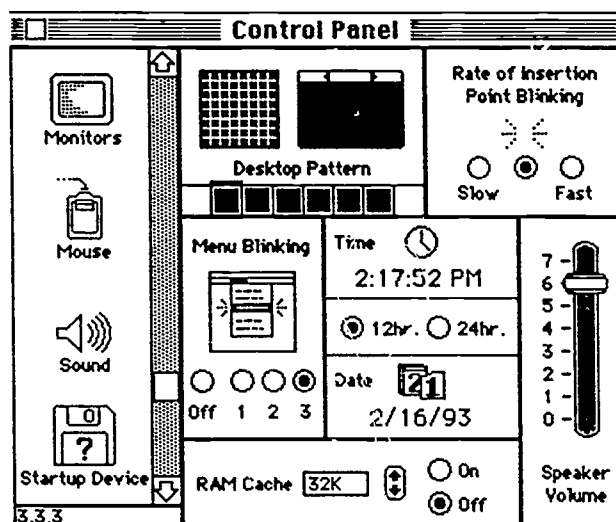 Control Panel
Monitors
Mouse
Sound
Startup Device
3.3.3
Desktop Pattern
Rate of Insertion
Point Blinking
Slow Fast
Menu Blinking
Off 1 2 3
Time
2:17:52 PM
12hr. 24hr.
Date
21
2/16/93
RAM Cache 32K
On
Off
7
6
5
4
3
2
1
0
Speaker
Volume